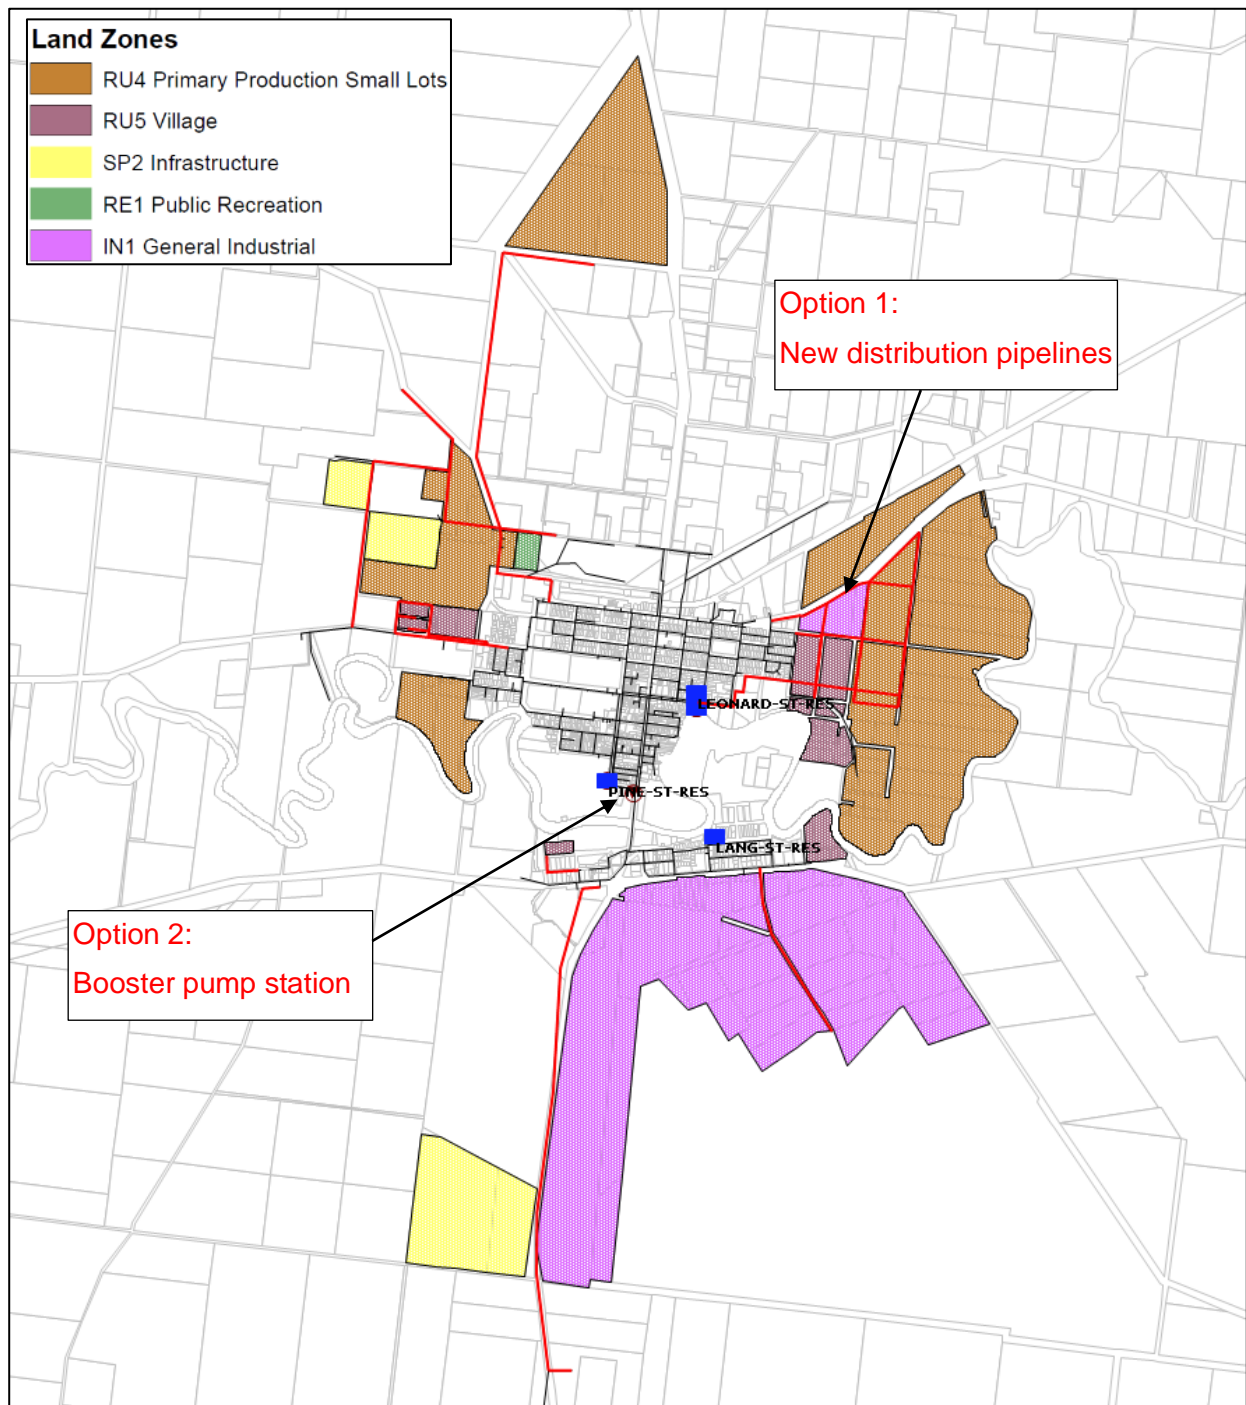 Land Zones
RU4 Primary Production Small Lots
RU5 Village
SP2 Infrastructure
RE1 Public Recreation
IN1 General Industrial
Option 1:
New distribution pipelines
LEONARD-ST-RES
PINE-ST-RES
LANG-ST-RES
Option 2:
Booster pump station